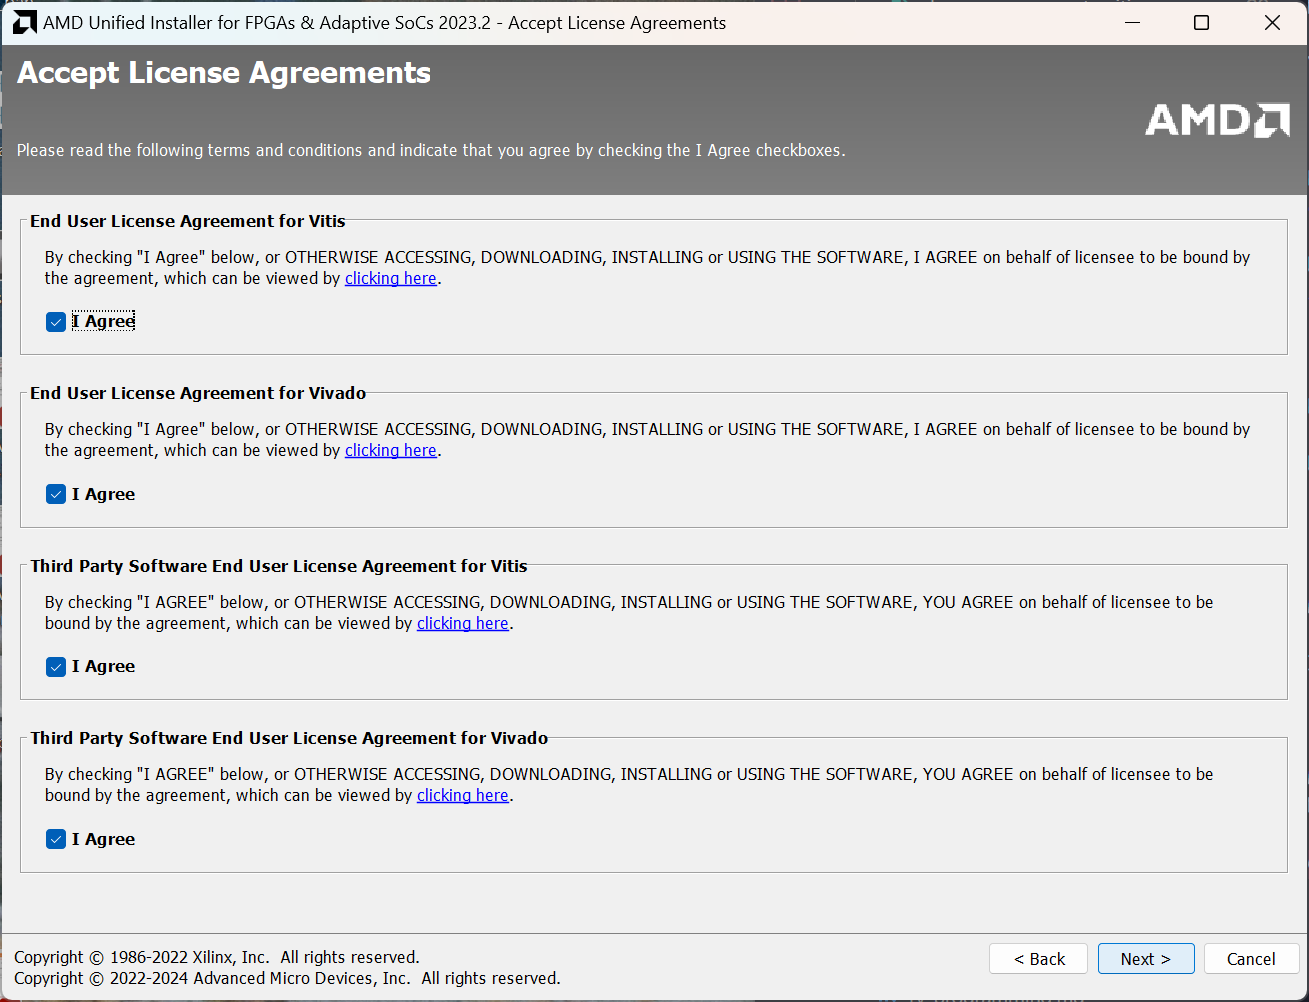 AMD Unified Installer for FPGAs & Adaptive SoCs 2023.2 - Accept License Agreements
Accept License Agreements
AMD
Please read the following terms and conditions and indicate that you agree by checking the I Agree checkboxes.
End User License Agreement for Vitis
By checking "I Agree" below, or OTHERWISE ACCESSING, DOWNLOADING, INSTALLING or USING THE SOFTWARE, I AGREE on behalf of licensee to be bound by
the agreement, which can be viewed by clicking here.
I Agree
End User License Agreement for Vivado
By checking "I Agree" below, or OTHERWISE ACCESSING, DOWNLOADING, INSTALLING or USING THE SOFTWARE, I AGREE on behalf of licensee to be bound by
the agreement, which can be viewed by clicking here.
I Agree
Third Party Software End User License Agreement for Vitis
By checking "I AGREE" below, or OTHERWISE ACCESSING, DOWNLOADING, INSTALLING or USING THE SOFTWARE, YOU AGREE on behalf of licensee to be
bound by the agreement, which can be viewed by clicking here.
I Agree
Third Party Software End User License Agreement for Vivado
By checking "I AGREE" below, or OTHERWISE ACCESSING, DOWNLOADING, INSTALLING or USING THE SOFTWARE, YOU AGREE on behalf of licensee to be
bound by the agreement, which can be viewed by clicking here.
I Agree
Copyright © 1986-2022 Xilinx, Inc.  All rights reserved.
Copyright © 2022-2024 Advanced Micro Devices, Inc.  All rights reserved.
< Back
Next >
Cancel